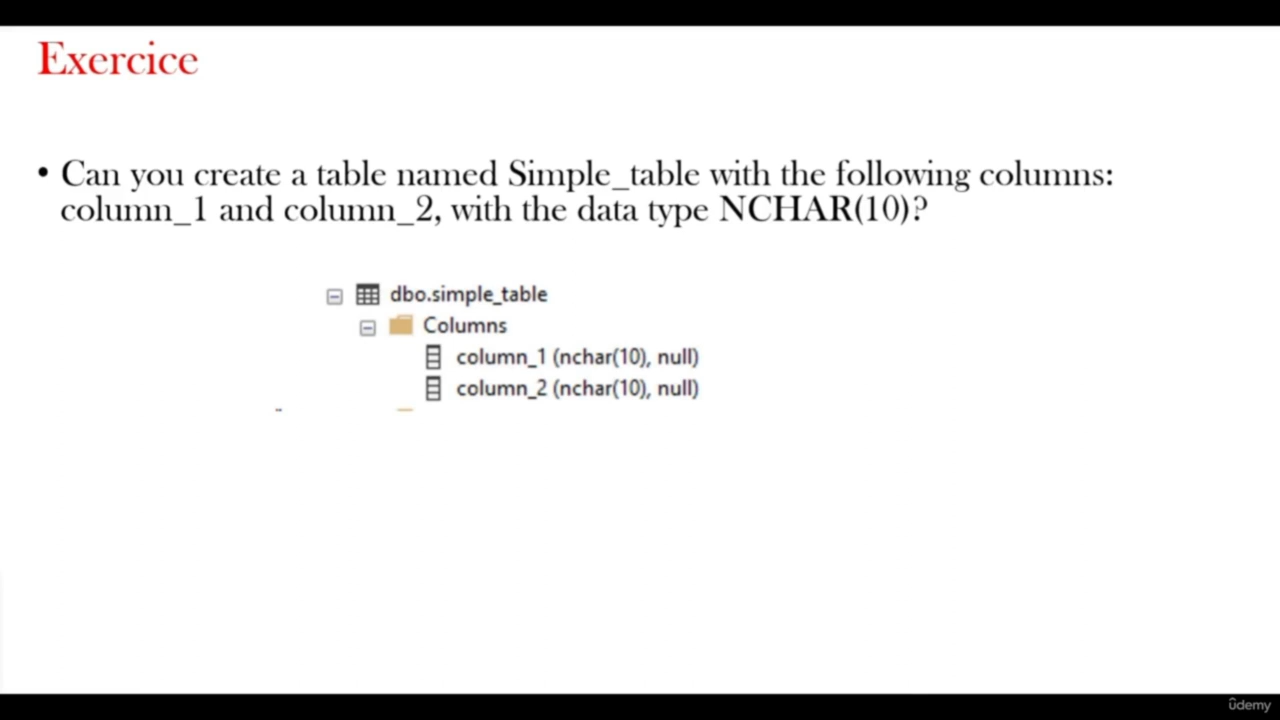 Exercice
• Can you create a table named Simple_table with the following columns:
column_1 and column_2, with the data type NCHAR(10)?
dbo.simple_table
Columns
column_1 (nchar(10), null)
column_2 (nchar(10), null)
ûdemy